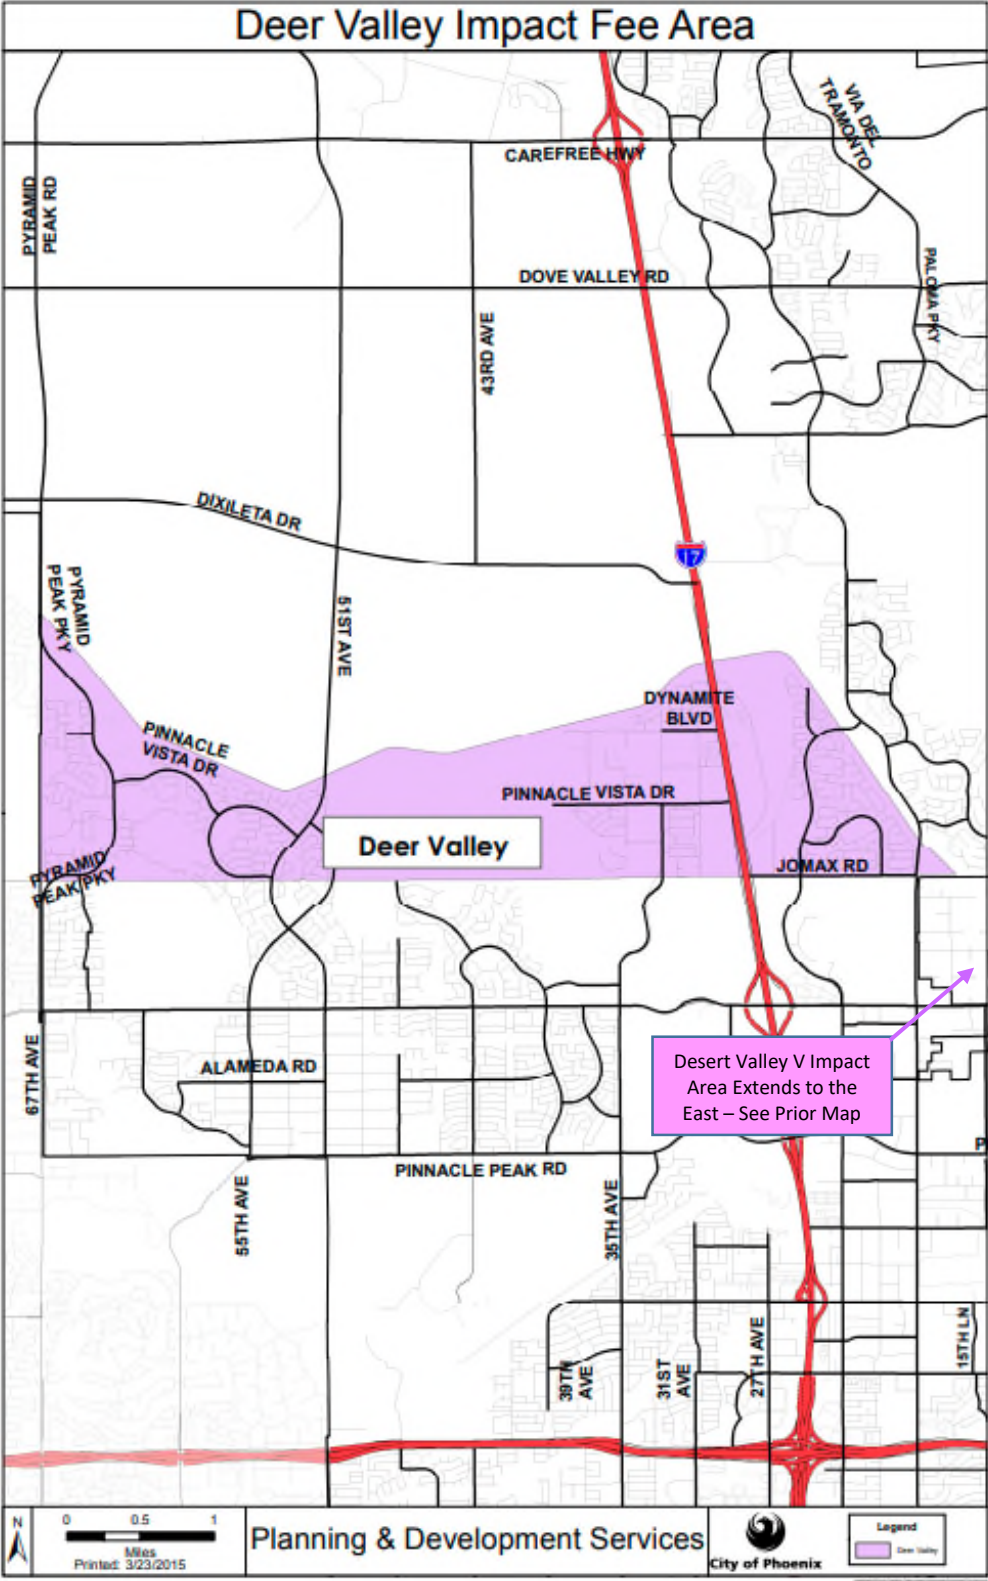 Deer Valley Impact Fee Area
VIA DEL
TRAMONTO
CAREFREE HWY
PYRAMID
PEAK RD
DOVE VALLEY RD
PALOMA PKY
43RD AVE
DIXILETA DR
17
PYRAMID
PEAK PKY
51ST AVE
DYNAMITE
BLVD
PINNACLE
VISTA DR
PINNACLE VISTA DR
Deer Valley
JOMAX RD
PYRAMID
PEAK PKY
67TH AVE
ALAMEDA RD
Desert Valley V Impact
Area Extends to the
East – See Prior Map
P
PINNACLE PEAK RD
55TH AVE
35TH AVE
39TH
AVE
31ST
AVE
27TH AVE
15TH LN
N
0 0.5 1
Miles
Printed: 3/23/2015
Planning & Development Services
City of Phoenix
Legend
Deer Valley